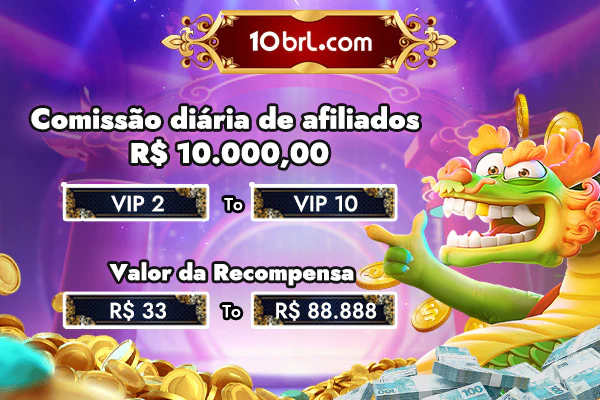 10brl.com
Comissão diária de afiliados
R$ 10.000,00
VIP 2 To VIP 10
Valor da Recompensa
R$ 33 To R$ 88.888